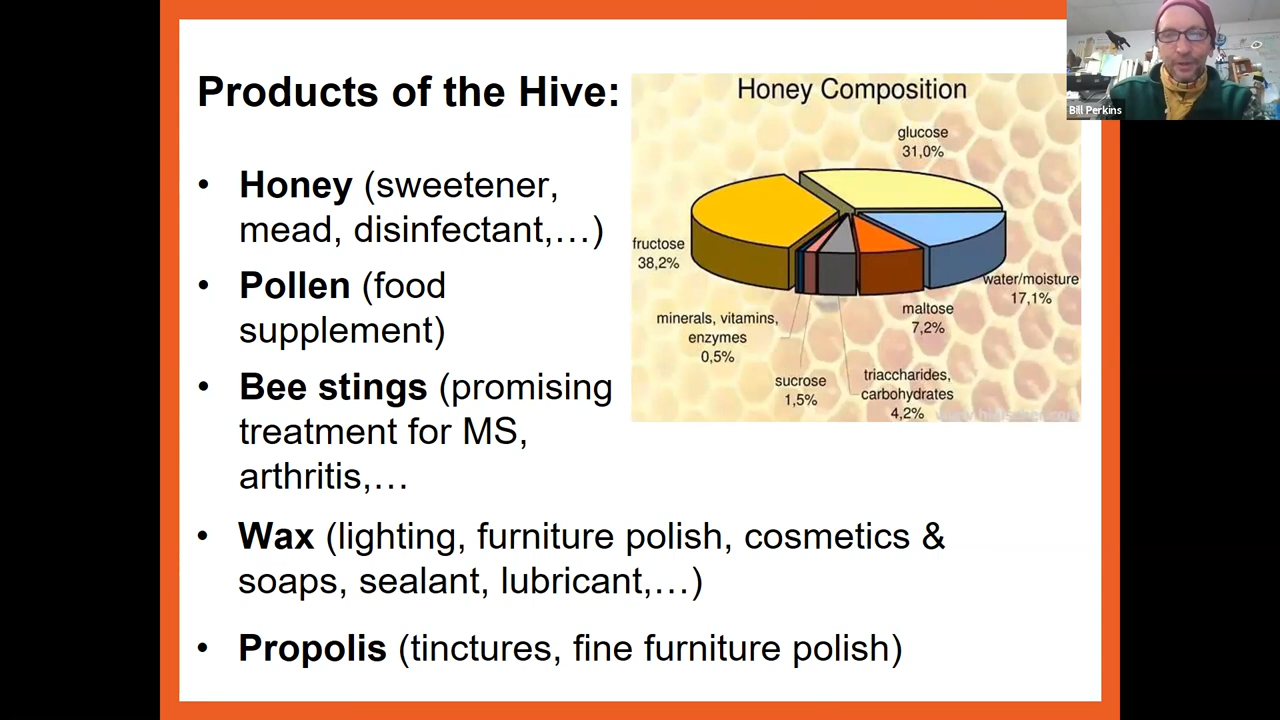 Products of the Hive:
• Honey (sweetener,
mead, disinfectant,…)
• Pollen (food
supplement)
• Bee stings (promising
treatment for MS,
arthritis,…
• Wax (lighting, furniture polish, cosmetics &
soaps, sealant, lubricant,…)
• Propolis (tinctures, fine furniture polish)
Honey Composition
glucose
31,0%
fructose
38,2%
water/moisture
17,1%
maltose
7,2%
minerals, vitamins,
enzymes
0,5%
sucrose
1,5%
triaccharides,
carbohydrates
4,2%
Bill Perkins